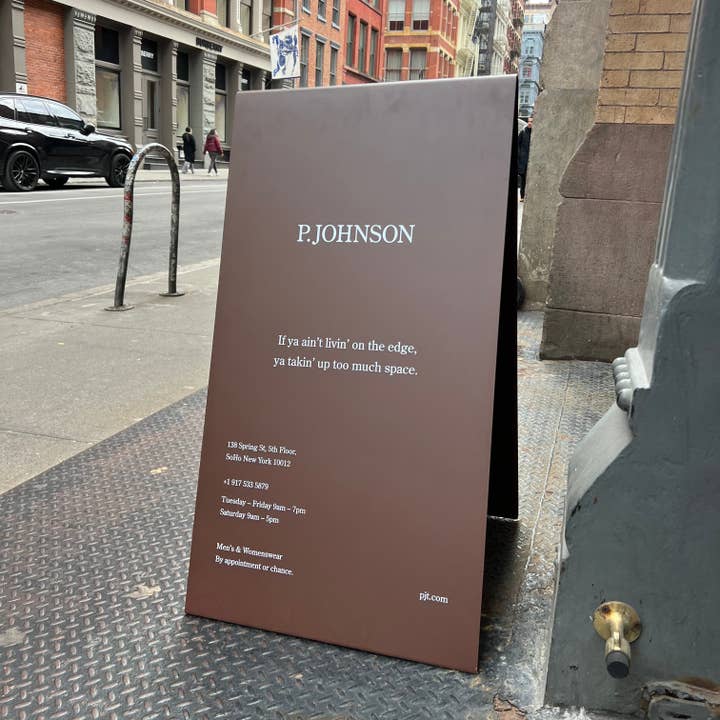 P. JOHNSON
If ya ain't livin' on the edge,
ya takin' up too much space.
138 Spring St, 5th Floor,
SoHo New York 10012
+1 917 533 5879
Tuesday – Friday 9am – 7pm
Saturday 9am – 5pm
Men's & Womenswear
By appointment or chance.
pjt.com